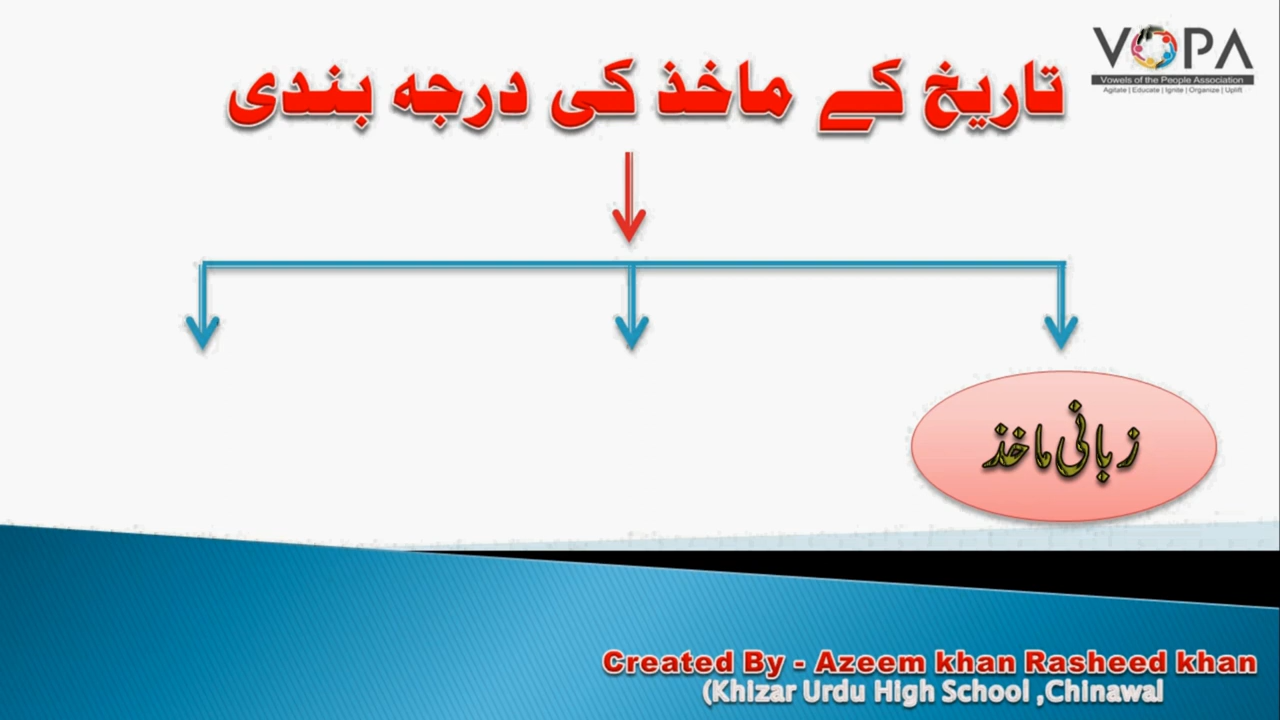 VOPA
Vowels of the People Association
Agitate | Educate | Ignite | Organize | Uplift
تاریخ کے ماخذ کی درجہ بندی
زبانی ماخذ
Created By - Azeem khan Rasheed khan
(Khizar Urdu High School ,Chinawal